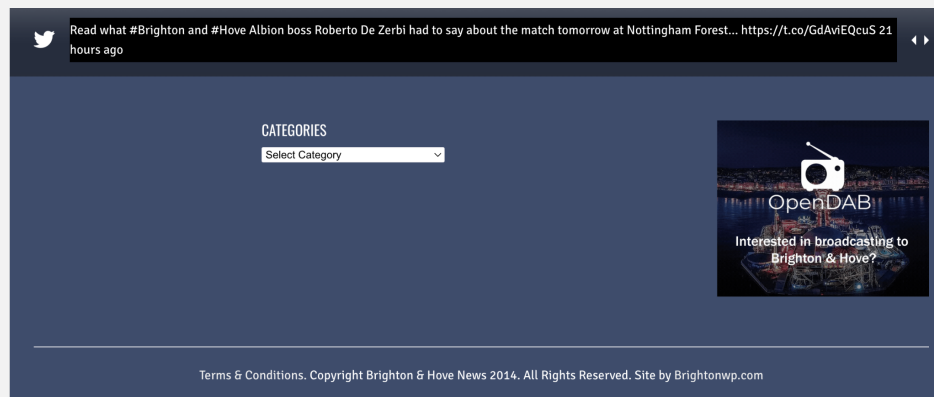 Read what #Brighton and #Hove Albion boss Roberto De Zerbi had to say about the match tomorrow at Nottingham Forest... https://t.co/GdAviEQcuS 21
hours ago
CATEGORIES
Select Category
OpenDAB
Interested in broadcasting to
Brighton & Hove?
Terms & Conditions. Copyright Brighton & Hove News 2014. All Rights Reserved. Site by Brightonwp.com